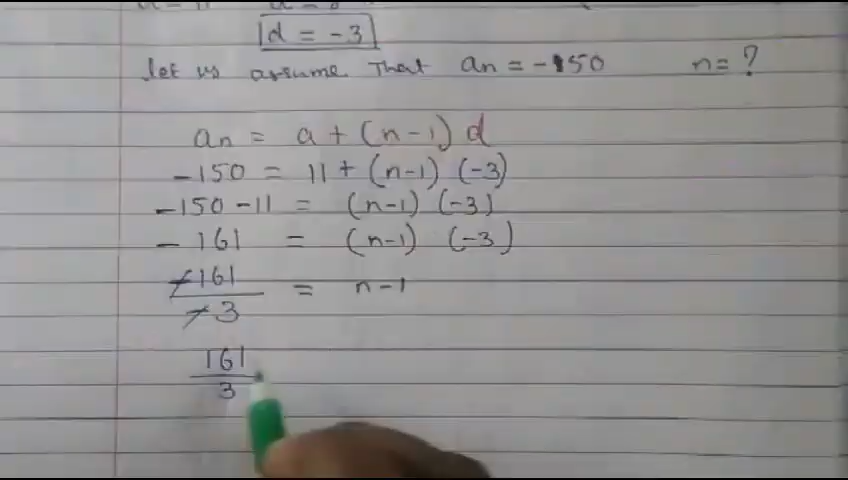 d = -3
let us assume That an = -150 n = ?
an = a + (n-1) d
-150 = 11 + (n-1) (-3)
-150 - 11 = (n-1) (-3)
- 161 = (n-1) (-3)
-161
-3
= n-1
161
3